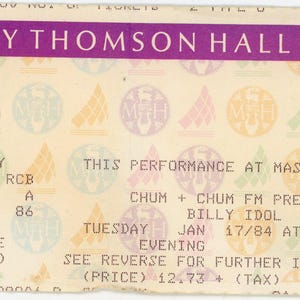 Y THOMSON HALL
Y THIS PERFORMANCE AT MAS
RCB
A CHUM + CHUM FM PRE
86 BILLY IDOL
TUESDAY JAN 17/84 AT
E EVENING
SEE REVERSE FOR FURTHER I
(PRICE) 12.73 + (TAX)